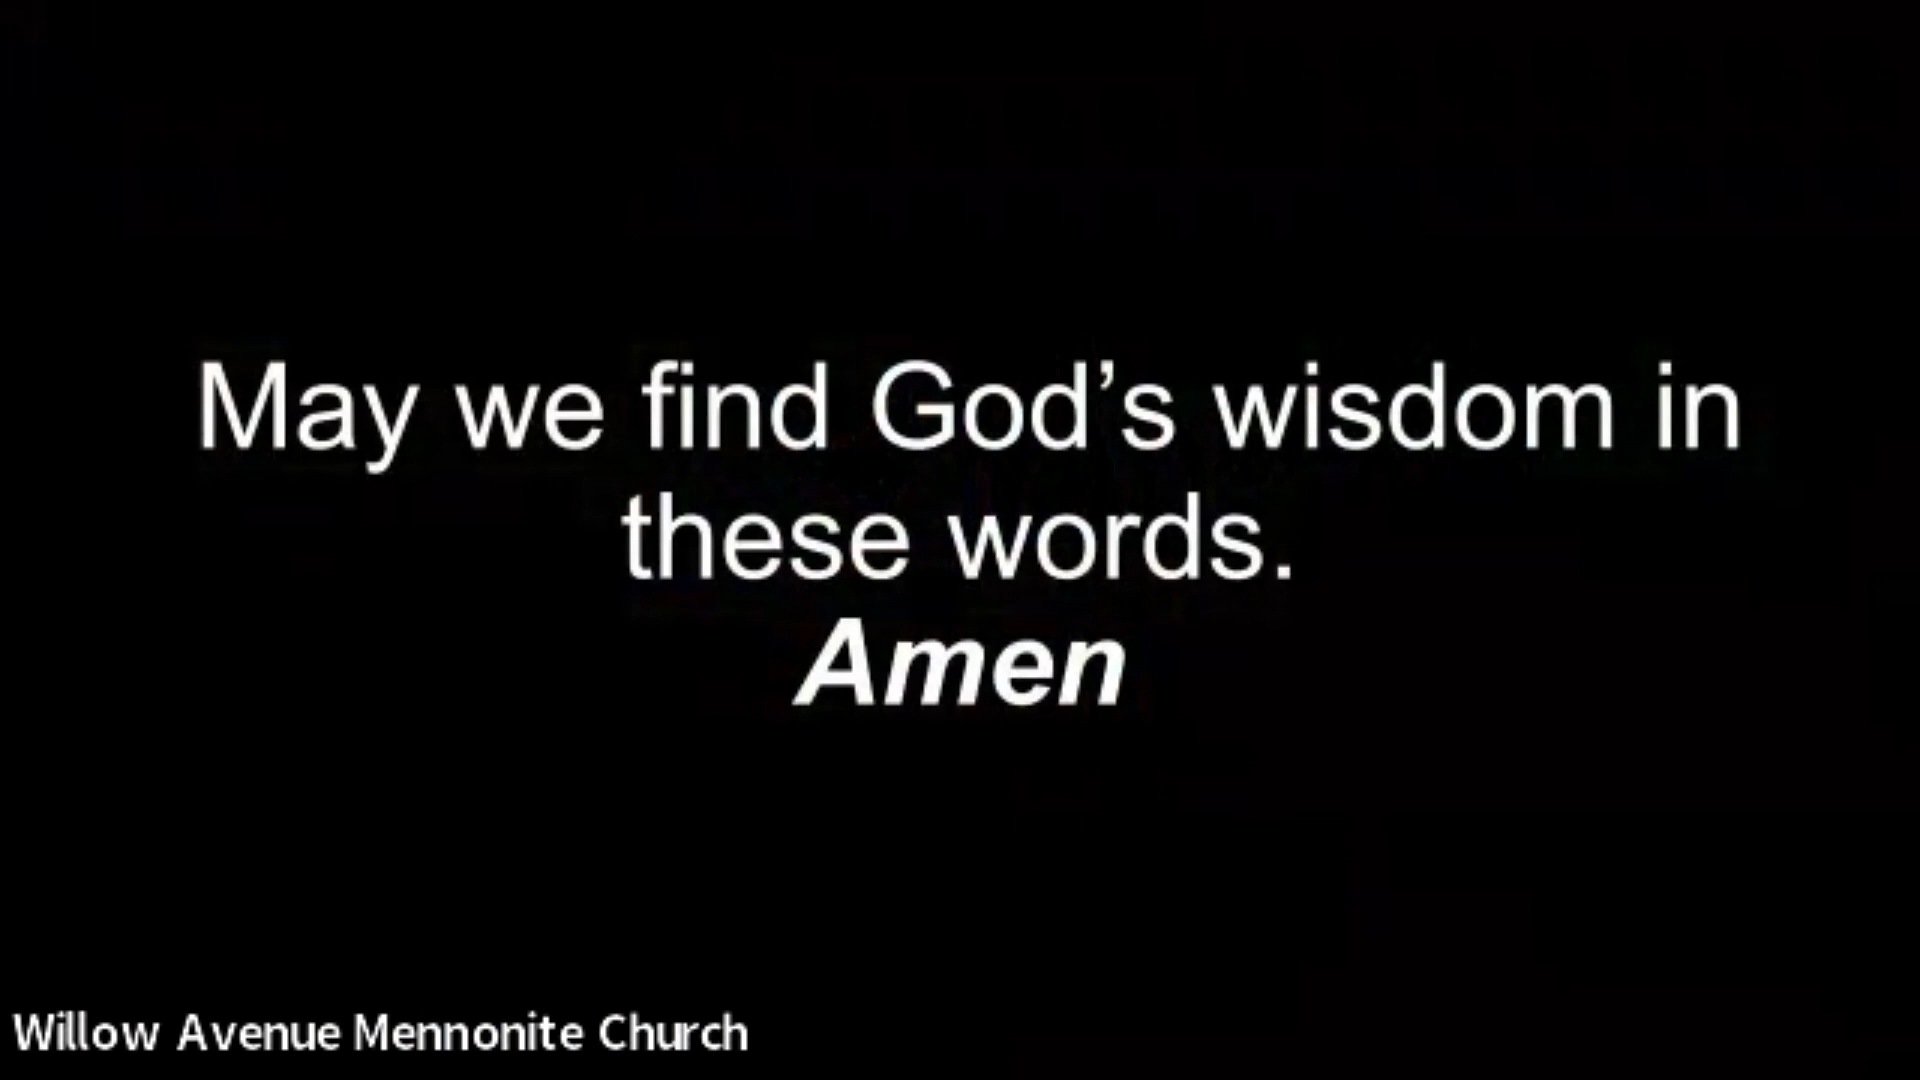 May we find God’s wisdom in
these words.
Amen
Willow Avenue Mennonite Church